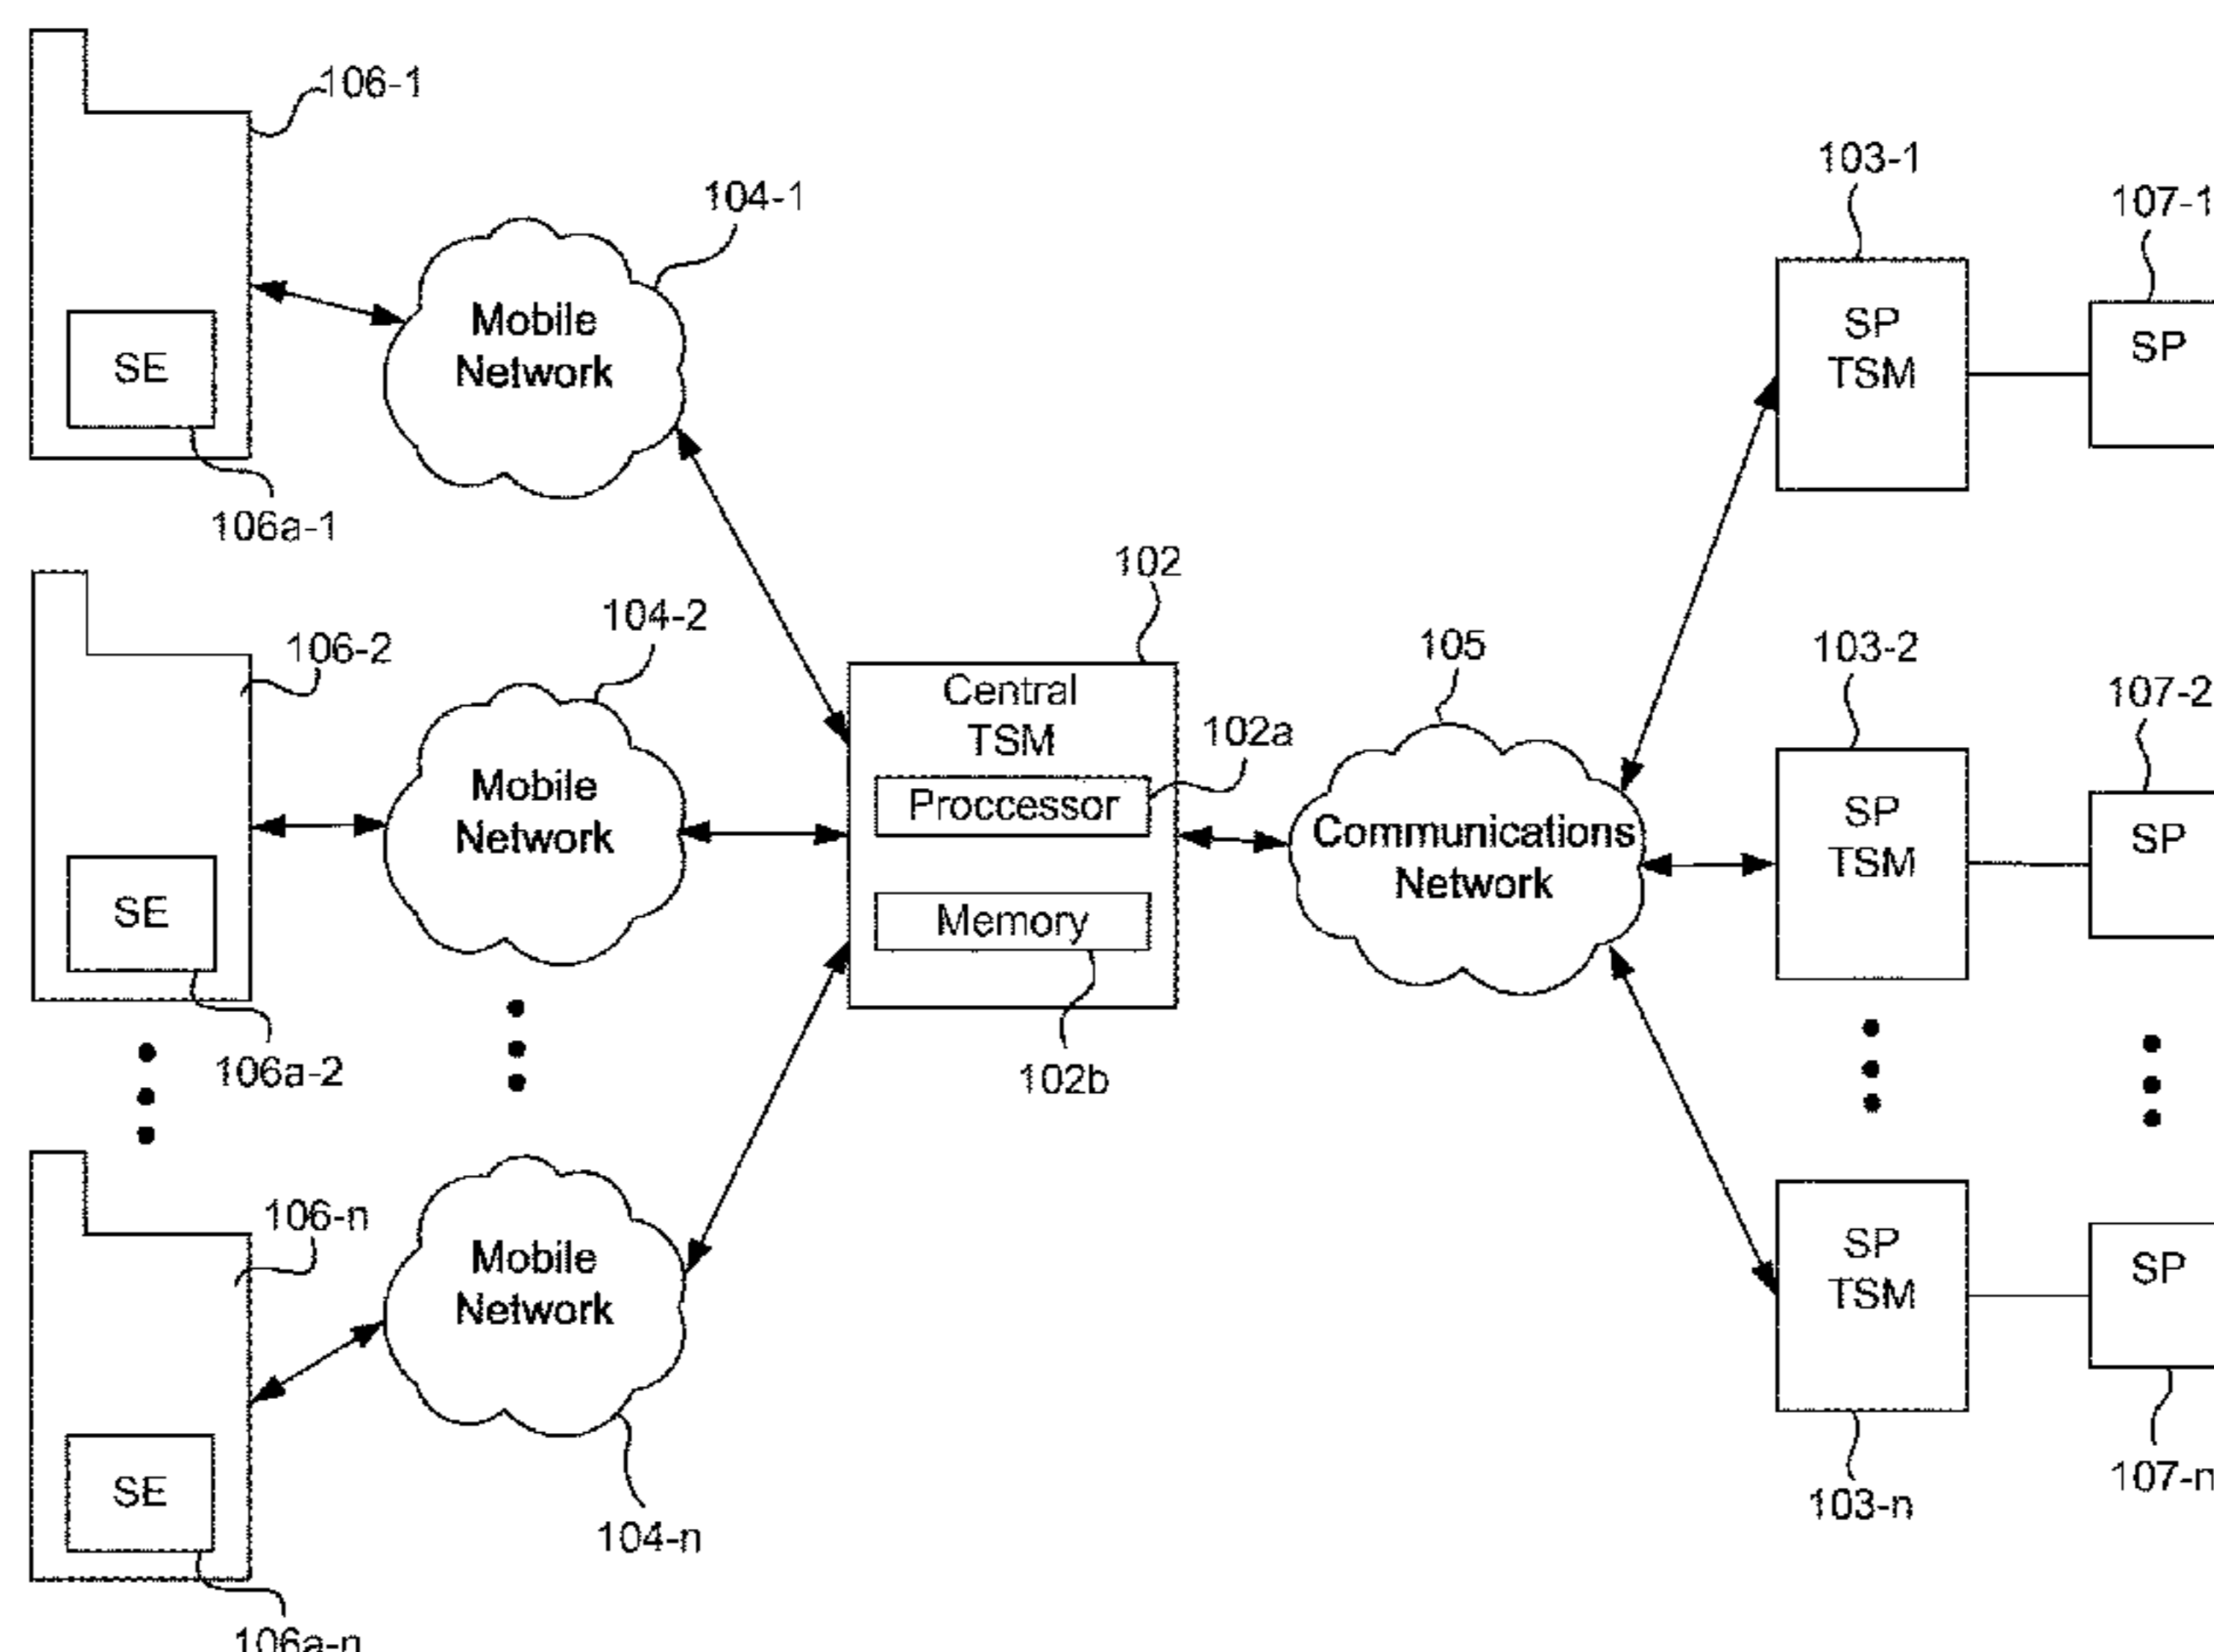 106-1
104-1
103-1
107-1
Mobile
Network
SE
SP
TSM
SP
106a-1
102
106-2
104-2
105
103-2
107-2
Central
TSM
102a
Mobile
Network
Proccessor
Communications
Network
SP
TSM
SP
SE
Memory
106a-2
102b
106-n
Mobile
Network
SP
TSM
SP
SE
104-n
103-n
107-n
106a-n